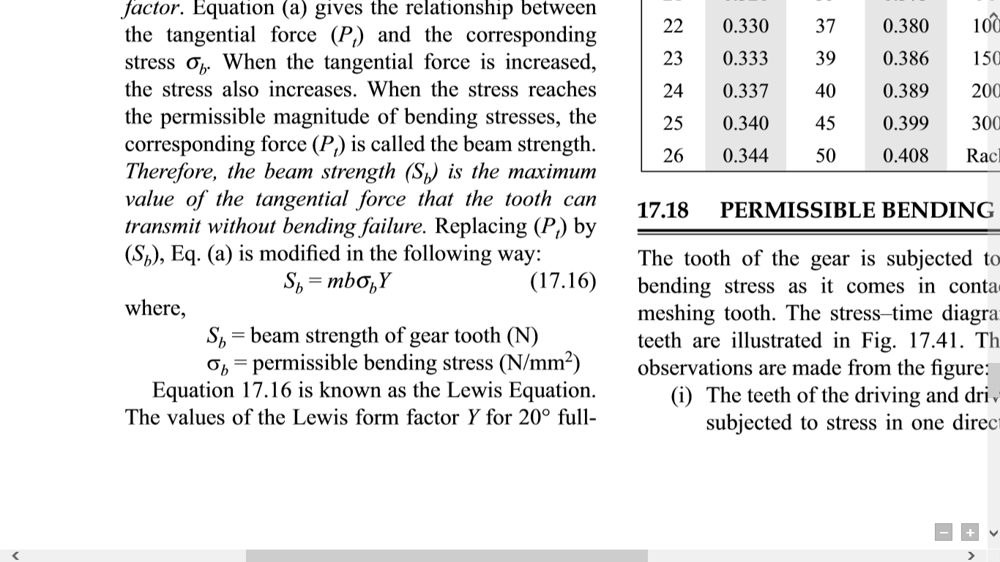 factor. Equation (a) gives the relationship between
the tangential force (Pt) and the corresponding
stress σb. When the tangential force is increased,
the stress also increases. When the stress reaches
the permissible magnitude of bending stresses, the
corresponding force (Pt) is called the beam strength.
Therefore, the beam strength (Sb) is the maximum
value of the tangential force that the tooth can
transmit without bending failure. Replacing (Pt) by
(Sb), Eq. (a) is modified in the following way:
Sb = mbσbY (17.16)
where,
Sb = beam strength of gear tooth (N)
σb = permissible bending stress (N/mm²)
Equation 17.16 is known as the Lewis Equation.
The values of the Lewis form factor Y for 20° full-
22 0.330 37 0.380 100
23 0.333 39 0.386 150
24 0.337 40 0.389 200
25 0.340 45 0.399 300
26 0.344 50 0.408
17.18 PERMISSIBLE BENDING
The tooth of the gear is subjected to
bending stress as it comes in
meshing tooth. The stress–time
teeth are illustrated in Fig. 17.41.
observations are made from the figure:
(i) The teeth of the driving and
subjected to stress in one